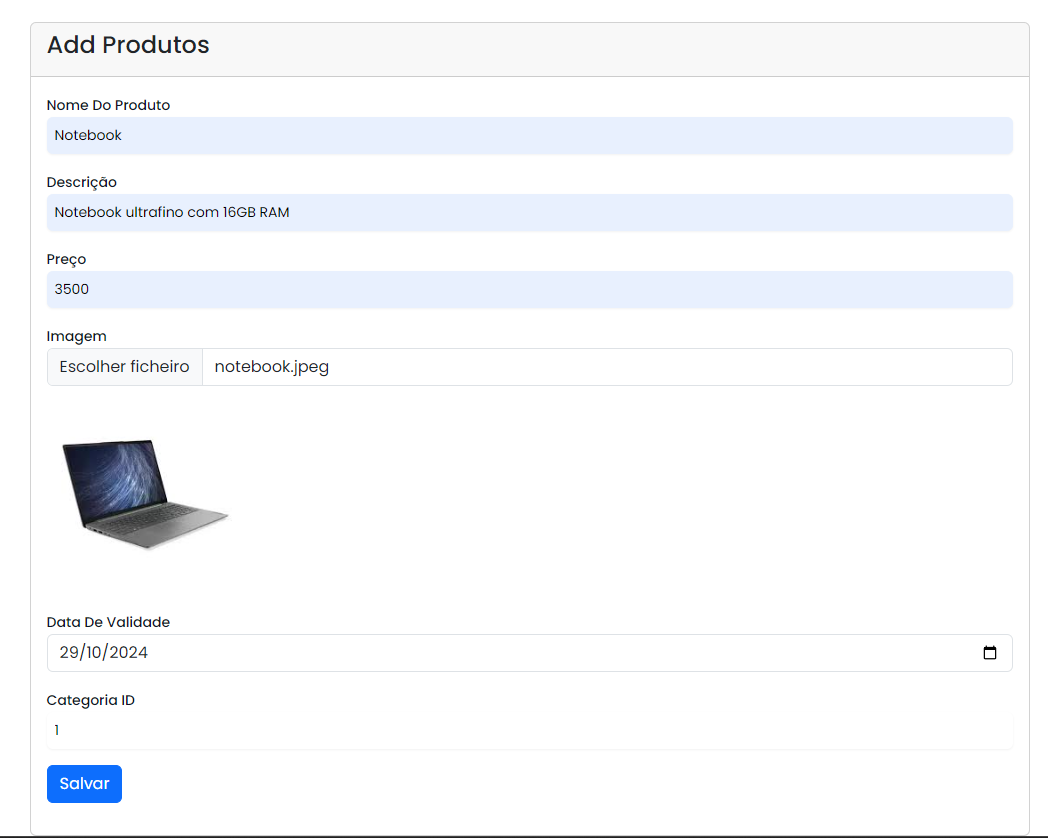 Add Produtos
Nome Do Produto
Notebook
Descrição
Notebook ultrafino com 16GB RAM
Preço
3500
Imagem
Escolher ficheiro notebook.jpeg
Data De Validade
29/10/2024
Categoria ID
1
Salvar